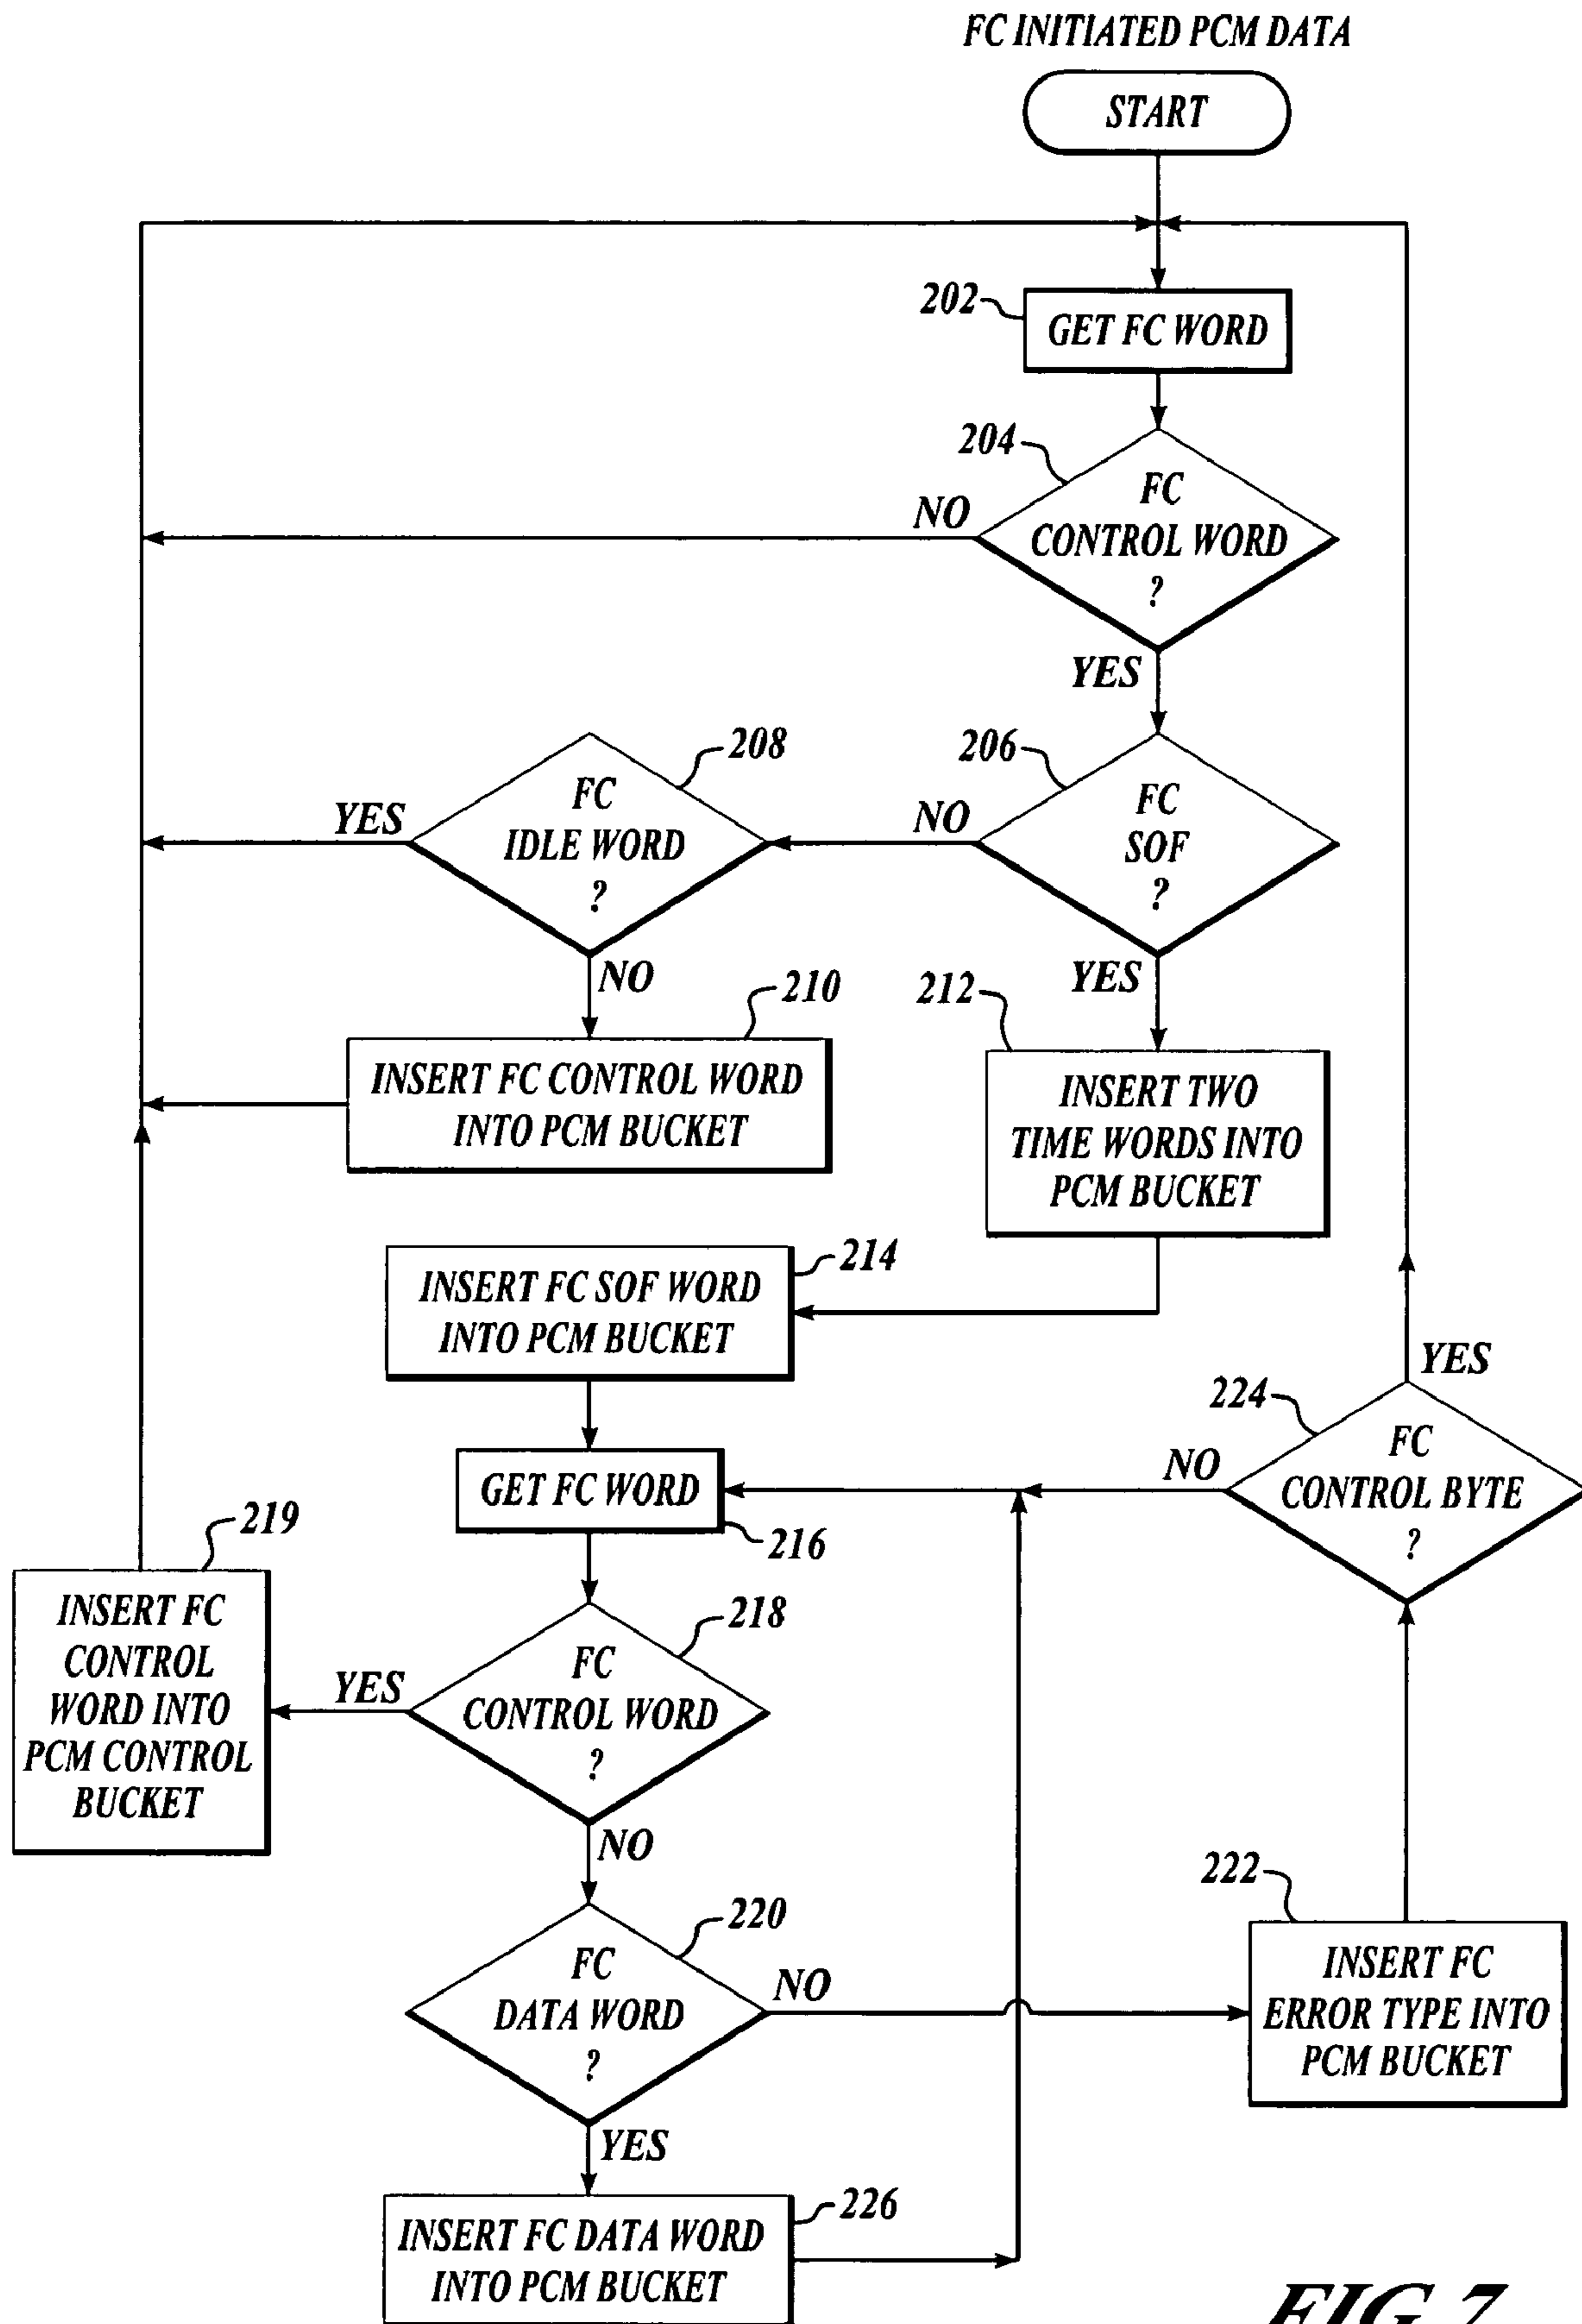 FC INITIATED PCM DATA
START
202
GET FC WORD
204
FC
CONTROL WORD
?
NO
YES
208
206
FC
IDLE WORD
?
YES
NO
FC
SOF
?
NO
YES
210
212
INSERT FC CONTROL WORD
INTO PCM BUCKET
INSERT TWO
TIME WORDS INTO
PCM BUCKET
214
INSERT FC SOF WORD
INTO PCM BUCKET
YES
224
FC
CONTROL BYTE
?
NO
GET FC WORD
216
219
INSERT FC
CONTROL
WORD INTO
PCM CONTROL
BUCKET
218
FC
CONTROL WORD
?
YES
NO
220
FC
DATA WORD
?
NO
YES
222
INSERT FC
ERROR TYPE INTO
PCM BUCKET
226
INSERT FC DATA WORD
INTO PCM BUCKET
FIG. 7